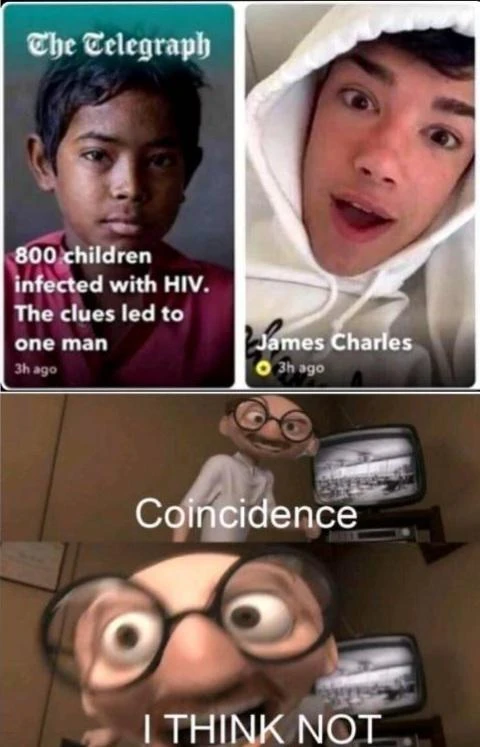 The Telegraph
800 children
infected with HIV.
The clues led to
one man
3h ago
James Charles
3h ago
Coincidence
I THINK NOT